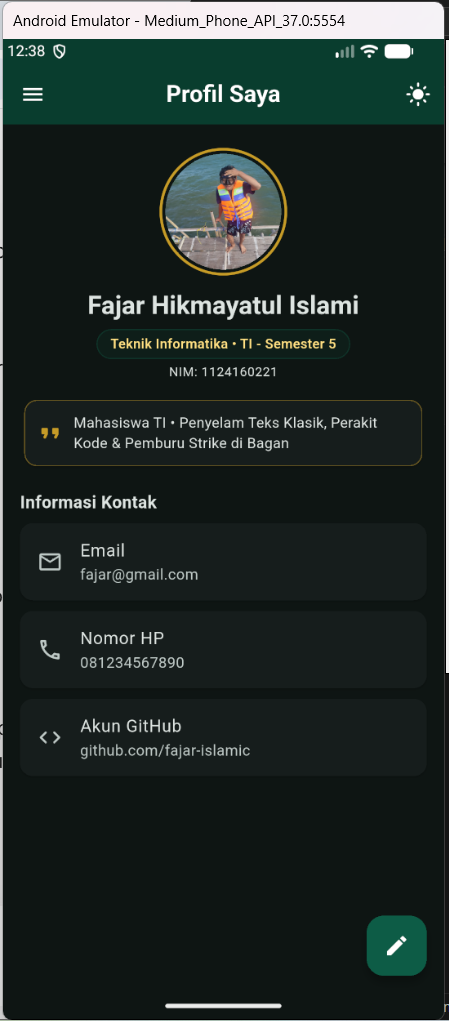 Android Emulator - Medium_Phone_API_37.0:5554
12:38
Profil Saya
Fajar Hikmayatul Islami
Teknik Informatika • TI - Semester 5
NIM: 1124160221
Mahasiswa TI • Penyelam Teks Klasik, Perakit
Kode & Pemburu Strike di Bagan
Informasi Kontak
Email
fajar@gmail.com
Nomor HP
081234567890
Akun GitHub
github.com/fajar-islamic